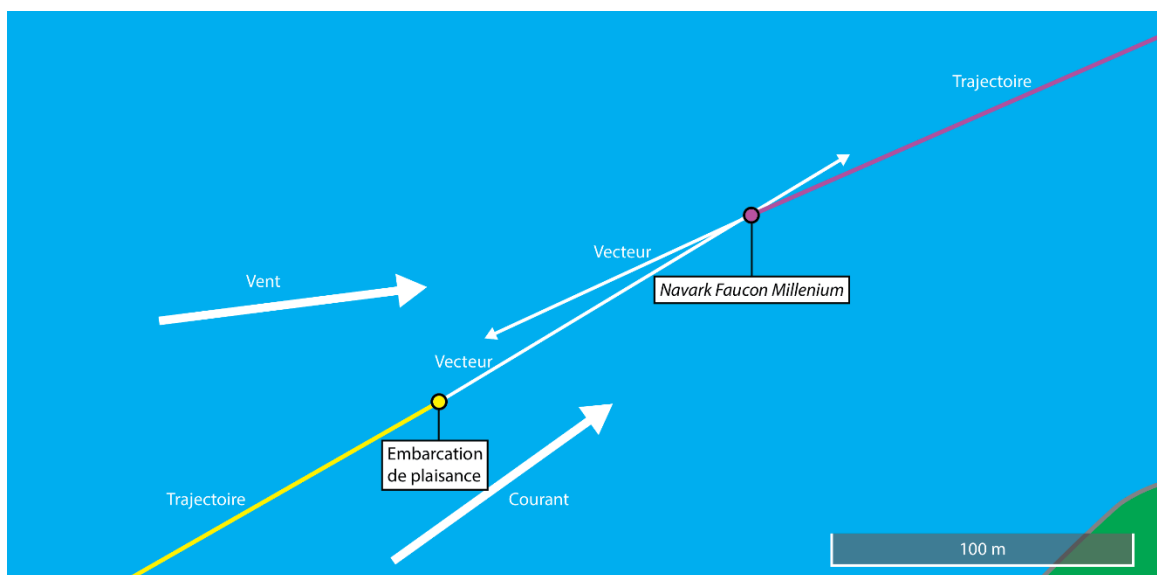 Trajectoire
Vecteur
Vent
Navark Faucon Millenium
Vecteur
Embarcation
de plaisance
Trajectoire
Courant
100 m